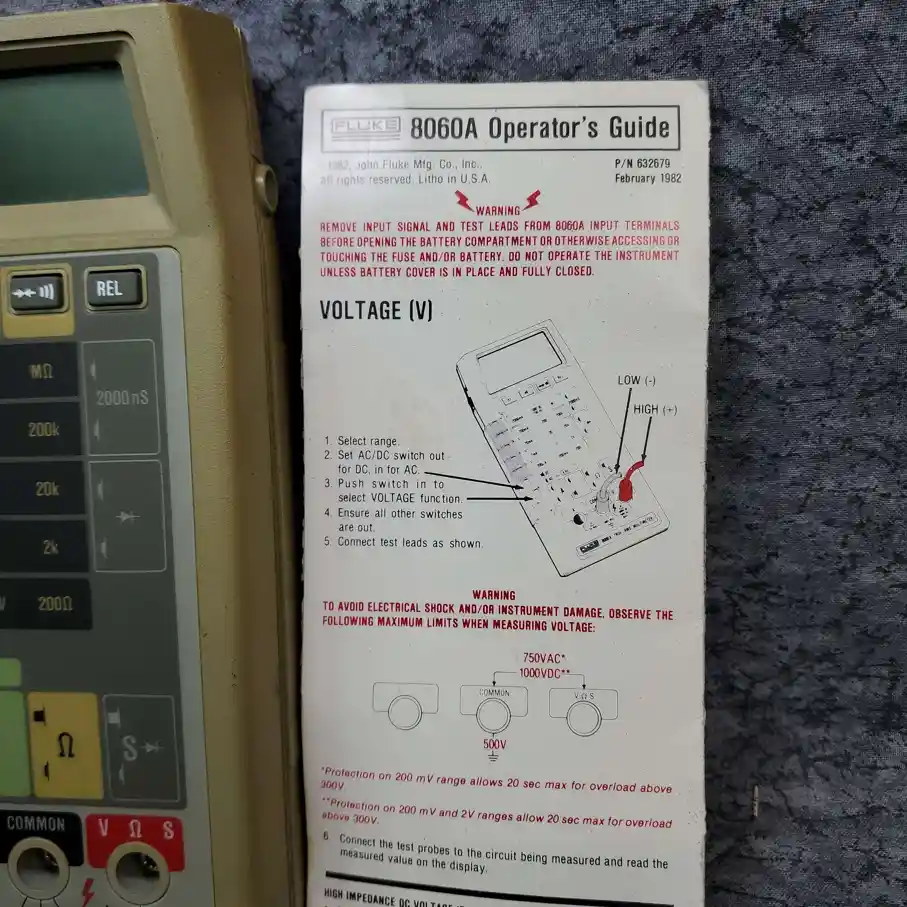 REL
MΩ
2000nS
200k
20k
2k
V 200Ω
Ω
S
COMMON
V Ω S
FLUKE 8060A Operator's Guide
1982, John Fluke Mfg. Co., Inc.,
all rights reserved. Litho in U.S.A.
P/N 632679
February 1982
WARNING
REMOVE INPUT SIGNAL AND TEST LEADS FROM 8060A INPUT TERMINALS
BEFORE OPENING THE BATTERY COMPARTMENT OR OTHERWISE ACCESSING OR
TOUCHING THE FUSE AND/OR BATTERY. DO NOT OPERATE THE INSTRUMENT
UNLESS BATTERY COVER IS IN PLACE AND FULLY CLOSED.
VOLTAGE (V)
LOW (-)
HIGH (+)
1. Select range.
2. Set AC/DC switch out
for DC, in for AC.
3. Push switch in to
select VOLTAGE function.
4. Ensure all other switches
are out.
5. Connect test leads as shown.
WARNING
TO AVOID ELECTRICAL SHOCK AND/OR INSTRUMENT DAMAGE, OBSERVE THE
FOLLOWING MAXIMUM LIMITS WHEN MEASURING VOLTAGE:
750VAC*
1000VDC**
COMMON
V Ω S
500V
*Protection on 200 mV range allows 20 sec max for overload above
300V.
**Protection on 200 mV and 2V ranges allow 20 sec max for overload
above 300V.
6. Connect the test probes to the circuit being measured and read the
measured value on the display.
HIGH IMPEDANCE DC VOLTAGE